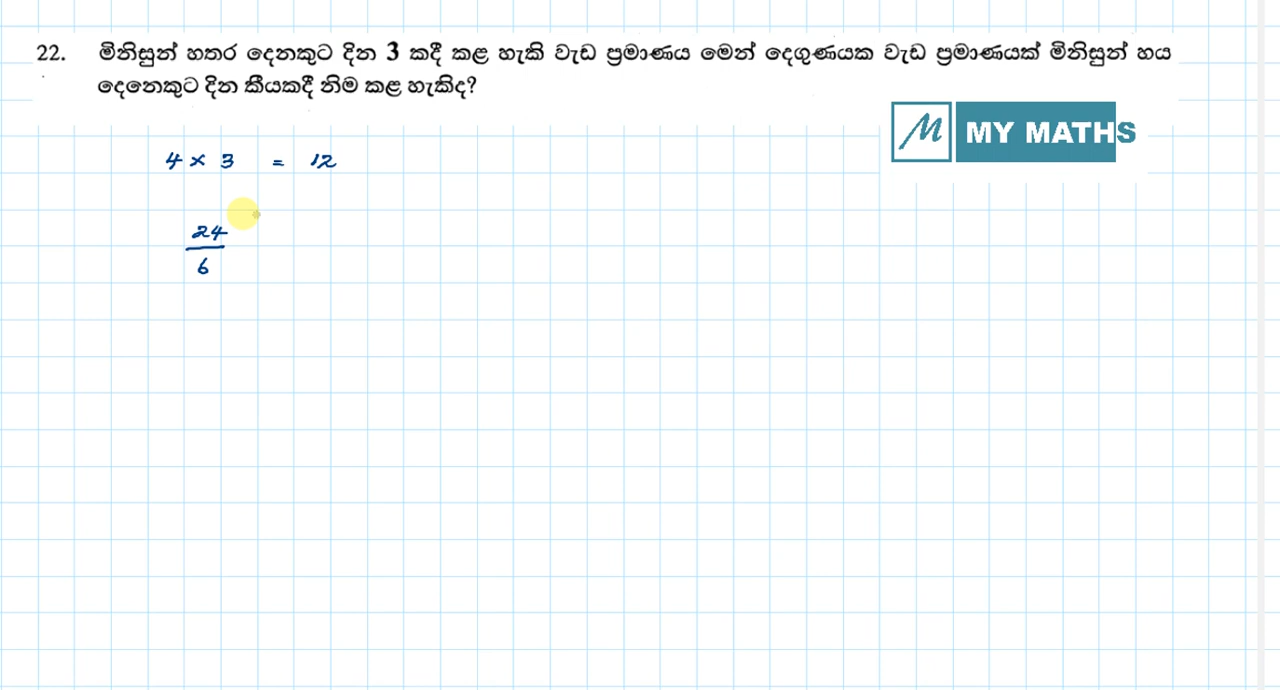 22. මිනිසුන් හතර දෙනකුට දින 3 කදී කළ හැකි වැඩ ප්‍රමාණය මෙන් දෙගුණයක වැඩ ප්‍රමාණයක් මිනිසුන් හය
දෙනෙකුට දින කීයකදී නිම කළ හැකිද?
M MY MATHS
4 × 3 = 12
24
6